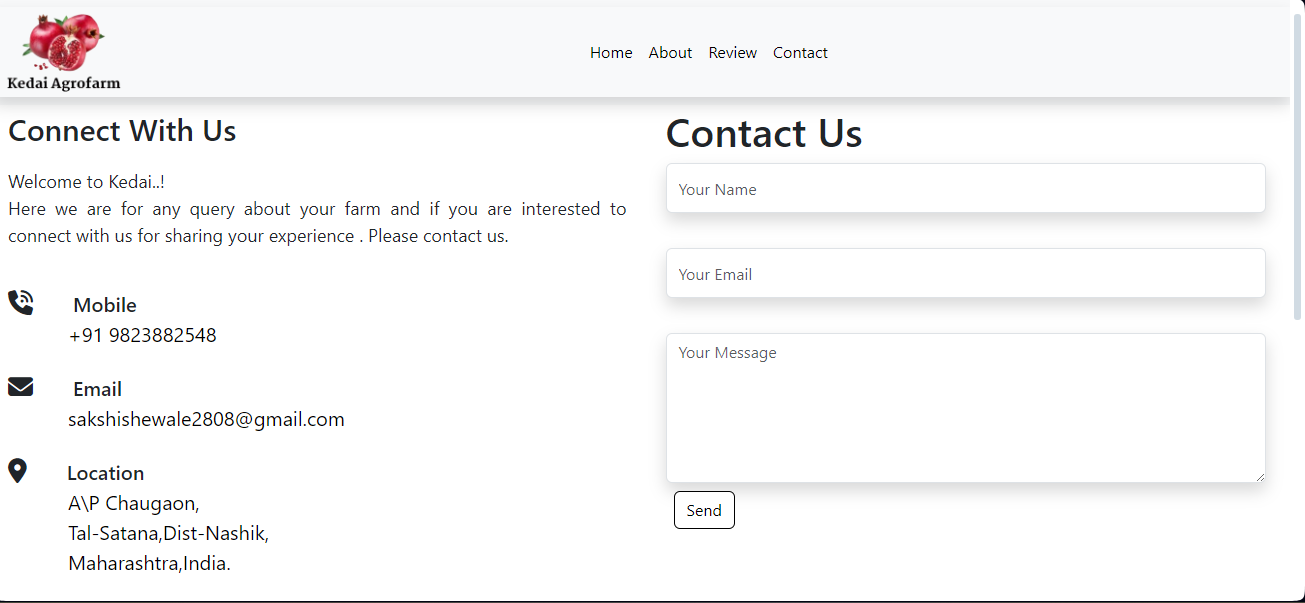 Kedai Agrofarm
Home About Review Contact
Connect With Us
Welcome to Kedai..!
Here we are for any query about your farm and if you are interested to
connect with us for sharing your experience . Please contact us.
Mobile
+91 9823882548
Email
sakshishewale2808@gmail.com
Location
A\P Chaugaon,
Tal-Satana,Dist-Nashik,
Maharashtra,India.
Contact Us
Your Name
Your Email
Your Message
Send